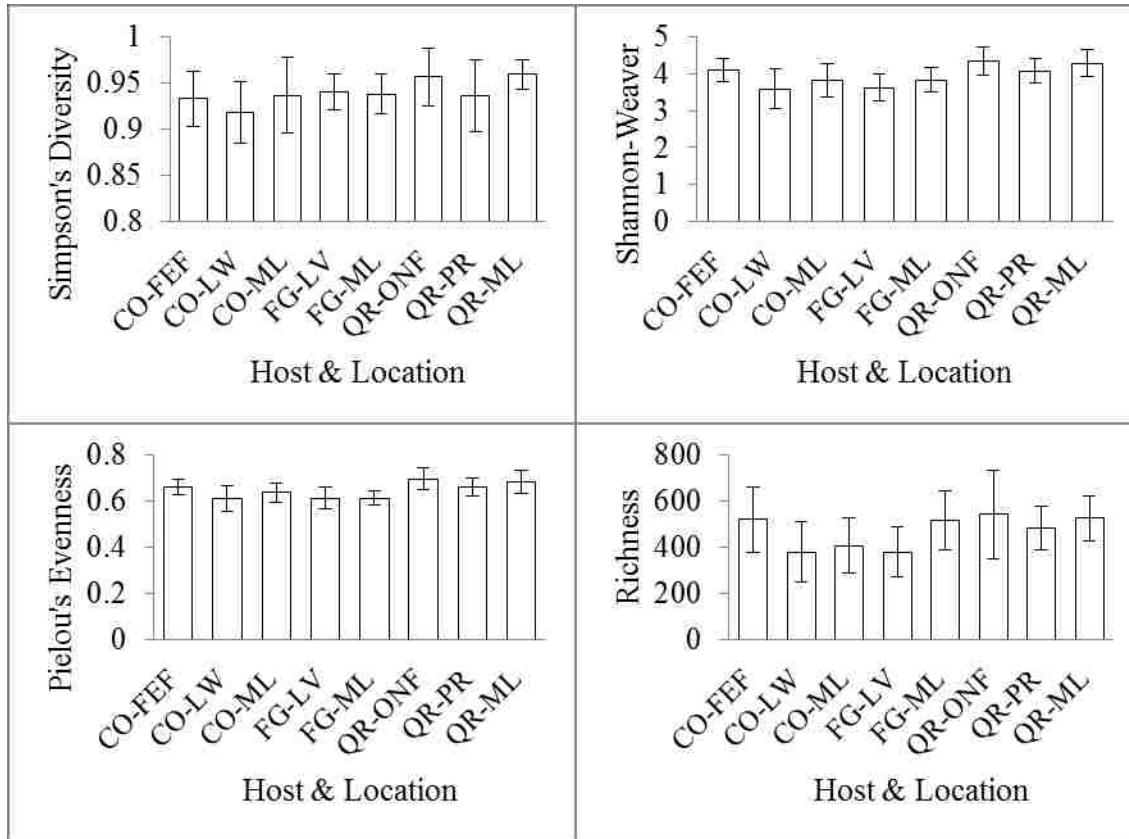 Simpson's Diversity
1
0.95
0.9
0.85
0.8
CO-FEF
CO-LW
CO-ML
FG-LV
FG-ML
QR-ONF
QR-PR
QR-ML
Host & Location
Shannon-Weaver
5
4
3
2
1
0
CO-FEF
CO-LW
CO-ML
FG-LV
FG-ML
QR-ONF
QR-PR
QR-ML
Host & Location
Pielou's Evenness
0.8
0.6
0.4
0.2
0
CO-FEF
CO-LW
CO-ML
FG-LV
FG-ML
QR-ONF
QR-PR
QR-ML
Host & Location
Richness
800
600
400
200
0
CO-FEF
CO-LW
CO-ML
FG-LV
FG-ML
QR-ONF
QR-PR
QR-ML
Host & Location